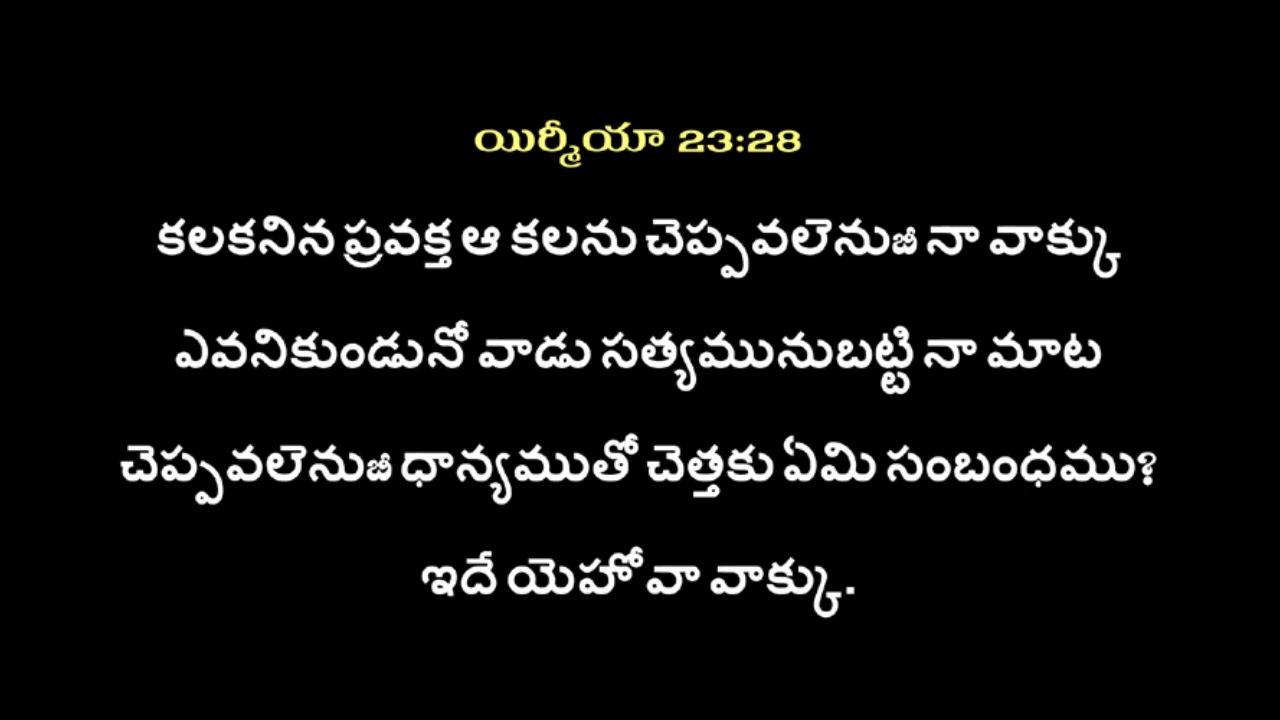 యిర్మీయా 23:28
కలకనిన ప్రవక్త ఆ కలను చెప్పవలెనుజీ నా వాక్కు
ఎవనికుండునో వాడు సత్యమునుబట్టి నా మాట
చెప్పవలెనుజీ ధాన్యముతో చెత్తకు ఏమి సంబంధము?
ఇదే యెహోవా వాక్కు.